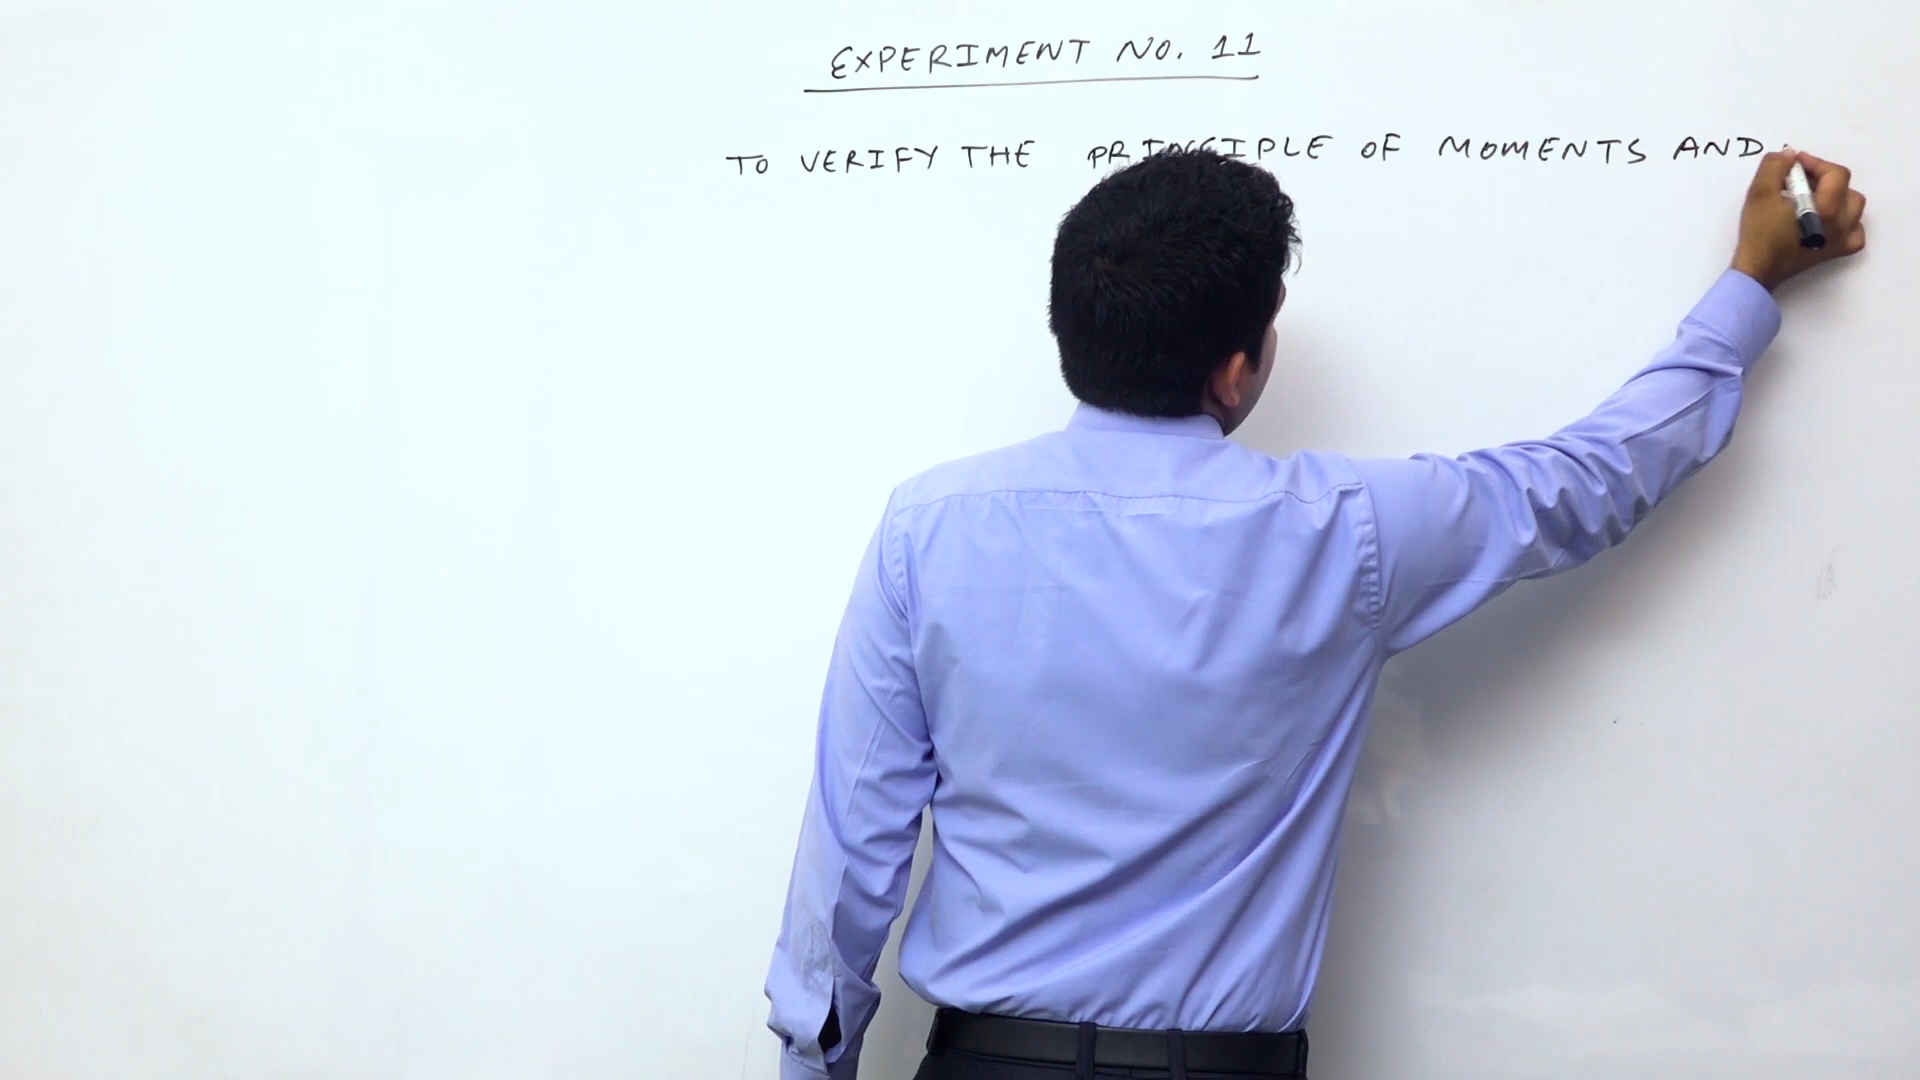 EXPERIMENT NO. 11
TO VERIFY THE PRINCIPLE OF MOMENTS AND